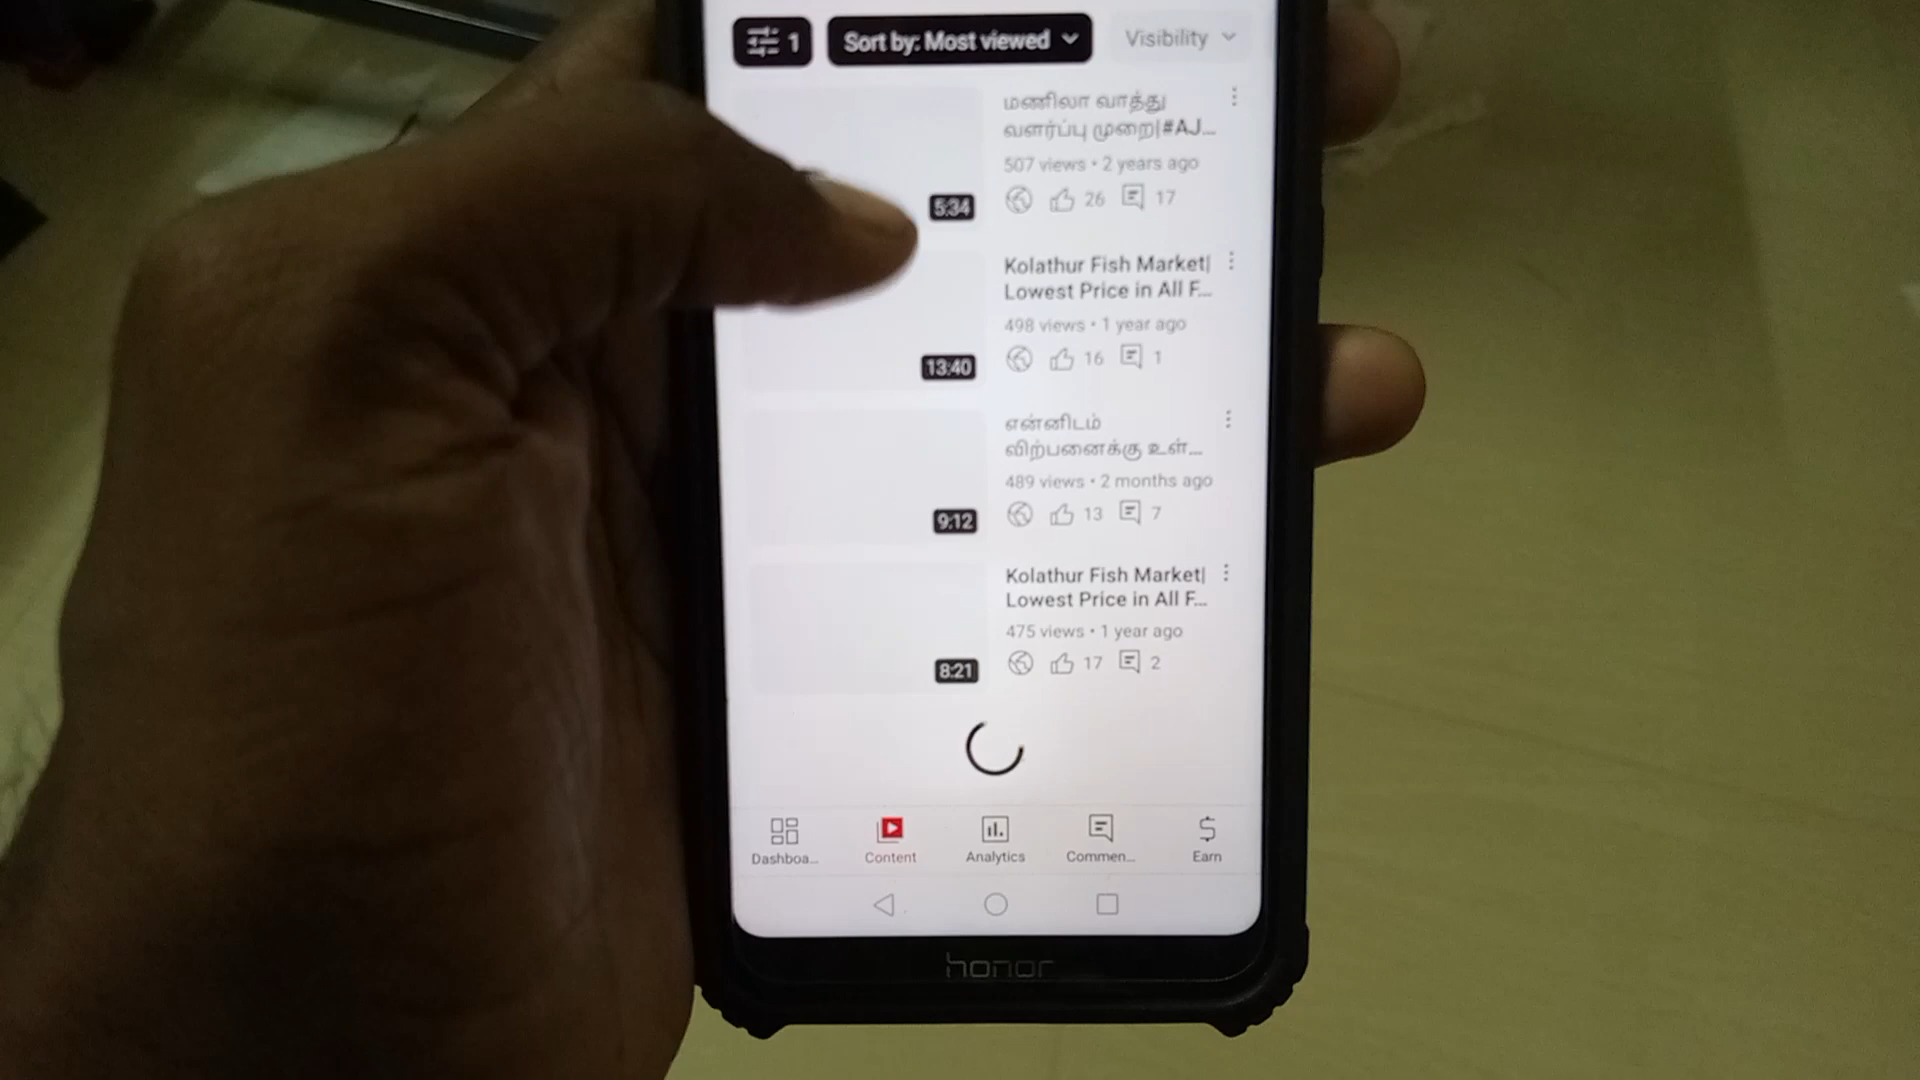 1 Sort by: Most viewed Visibility
மணிலா வாத்து
வளர்ப்பு முறை|#AJ...
507 views • 2 years ago
5:34
26 17
Kolathur Fish Market|
Lowest Price in All F...
498 views • 1 year ago
13:40
16 1
என்னிடம்
விற்பனைக்கு உள்...
489 views • 2 months ago
9:12
13 7
Kolathur Fish Market|
Lowest Price in All F...
475 views • 1 year ago
8:21
17 2
Dashboa... Content Analytics Commen... Earn
honor